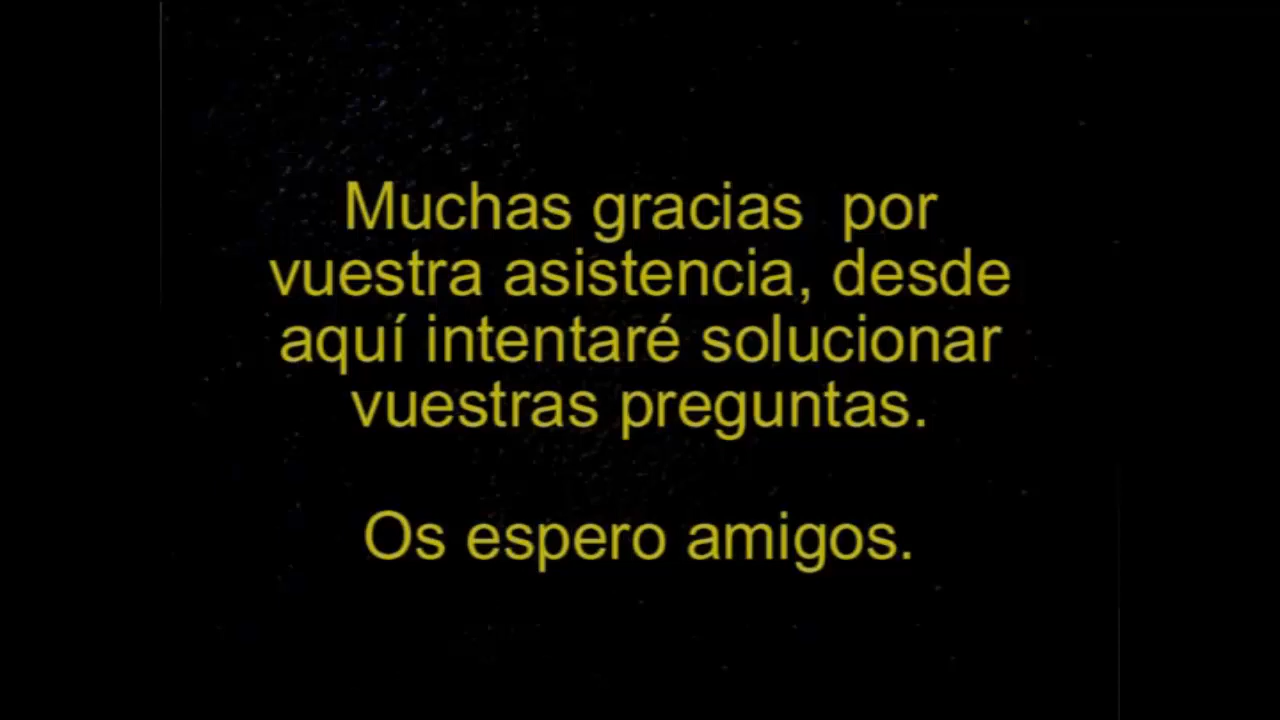 Muchas gracias  por
vuestra asistencia, desde
aquí intentaré solucionar
vuestras preguntas.
Os espero amigos.